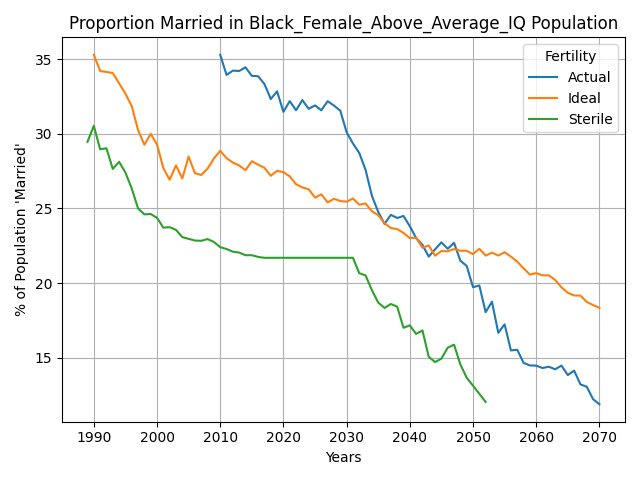 Proportion Married in Black_Female_Above_Average_IQ Population
% of Population 'Married'
35
30
25
20
15
Fertility
Actual
Ideal
Sterile
1990 2000 2010 2020 2030 2040 2050 2060 2070
Years